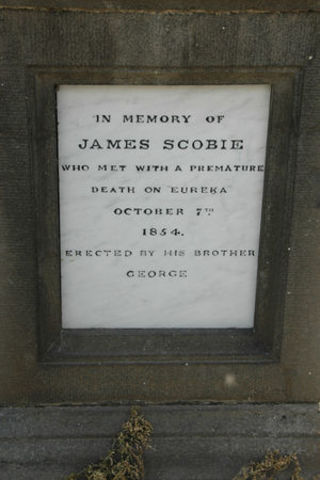 IN MEMORY OF
JAMES SCOBIE
WHO MET WITH A PREMATURE
DEATH ON EUREKA
OCTOBER 7TH
1854.
ERECTED BY HIS BROTHER
GEORGE